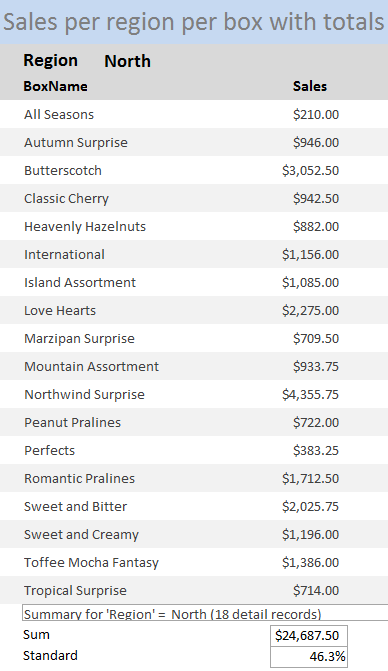 Sales per region per box with totals
Region North
BoxName Sales
All Seasons $210.00
Autumn Surprise $946.00
Butterscotch $3,052.50
Classic Cherry $942.50
Heavenly Hazelnuts $882.00
International $1,156.00
Island Assortment $1,085.00
Love Hearts $2,275.00
Marzipan Surprise $709.50
Mountain Assortment $933.75
Northwind Surprise $4,355.75
Peanut Pralines $722.00
Perfects $383.25
Romantic Pralines $1,712.50
Sweet and Bitter $2,025.75
Sweet and Creamy $1,196.00
Toffee Mocha Fantasy $1,386.00
Tropical Surprise $714.00
Summary for 'Region' = North (18 detail records)
Sum $24,687.50
Standard 46.3%